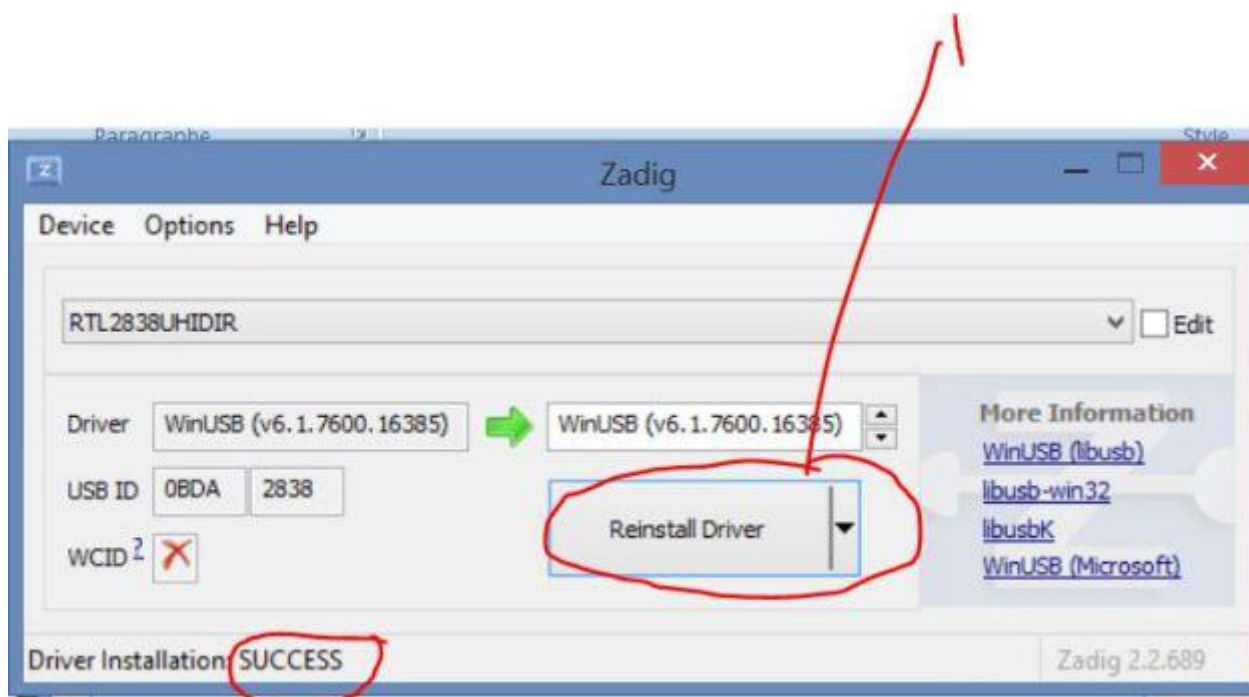 Paragraphe Style
Zadig
Device Options Help
RTL2838UHIDIR Edit
Driver WinUSB (v6.1.7600.16385) WinUSB (v6.1.7600.16385) More Information
WinUSB (libusb)
USB ID 0BDA 2838 libusb-win32
Reinstall Driver libusbK
WCID ? WinUSB (Microsoft)
Driver Installation: SUCCESS Zadig 2.2.689